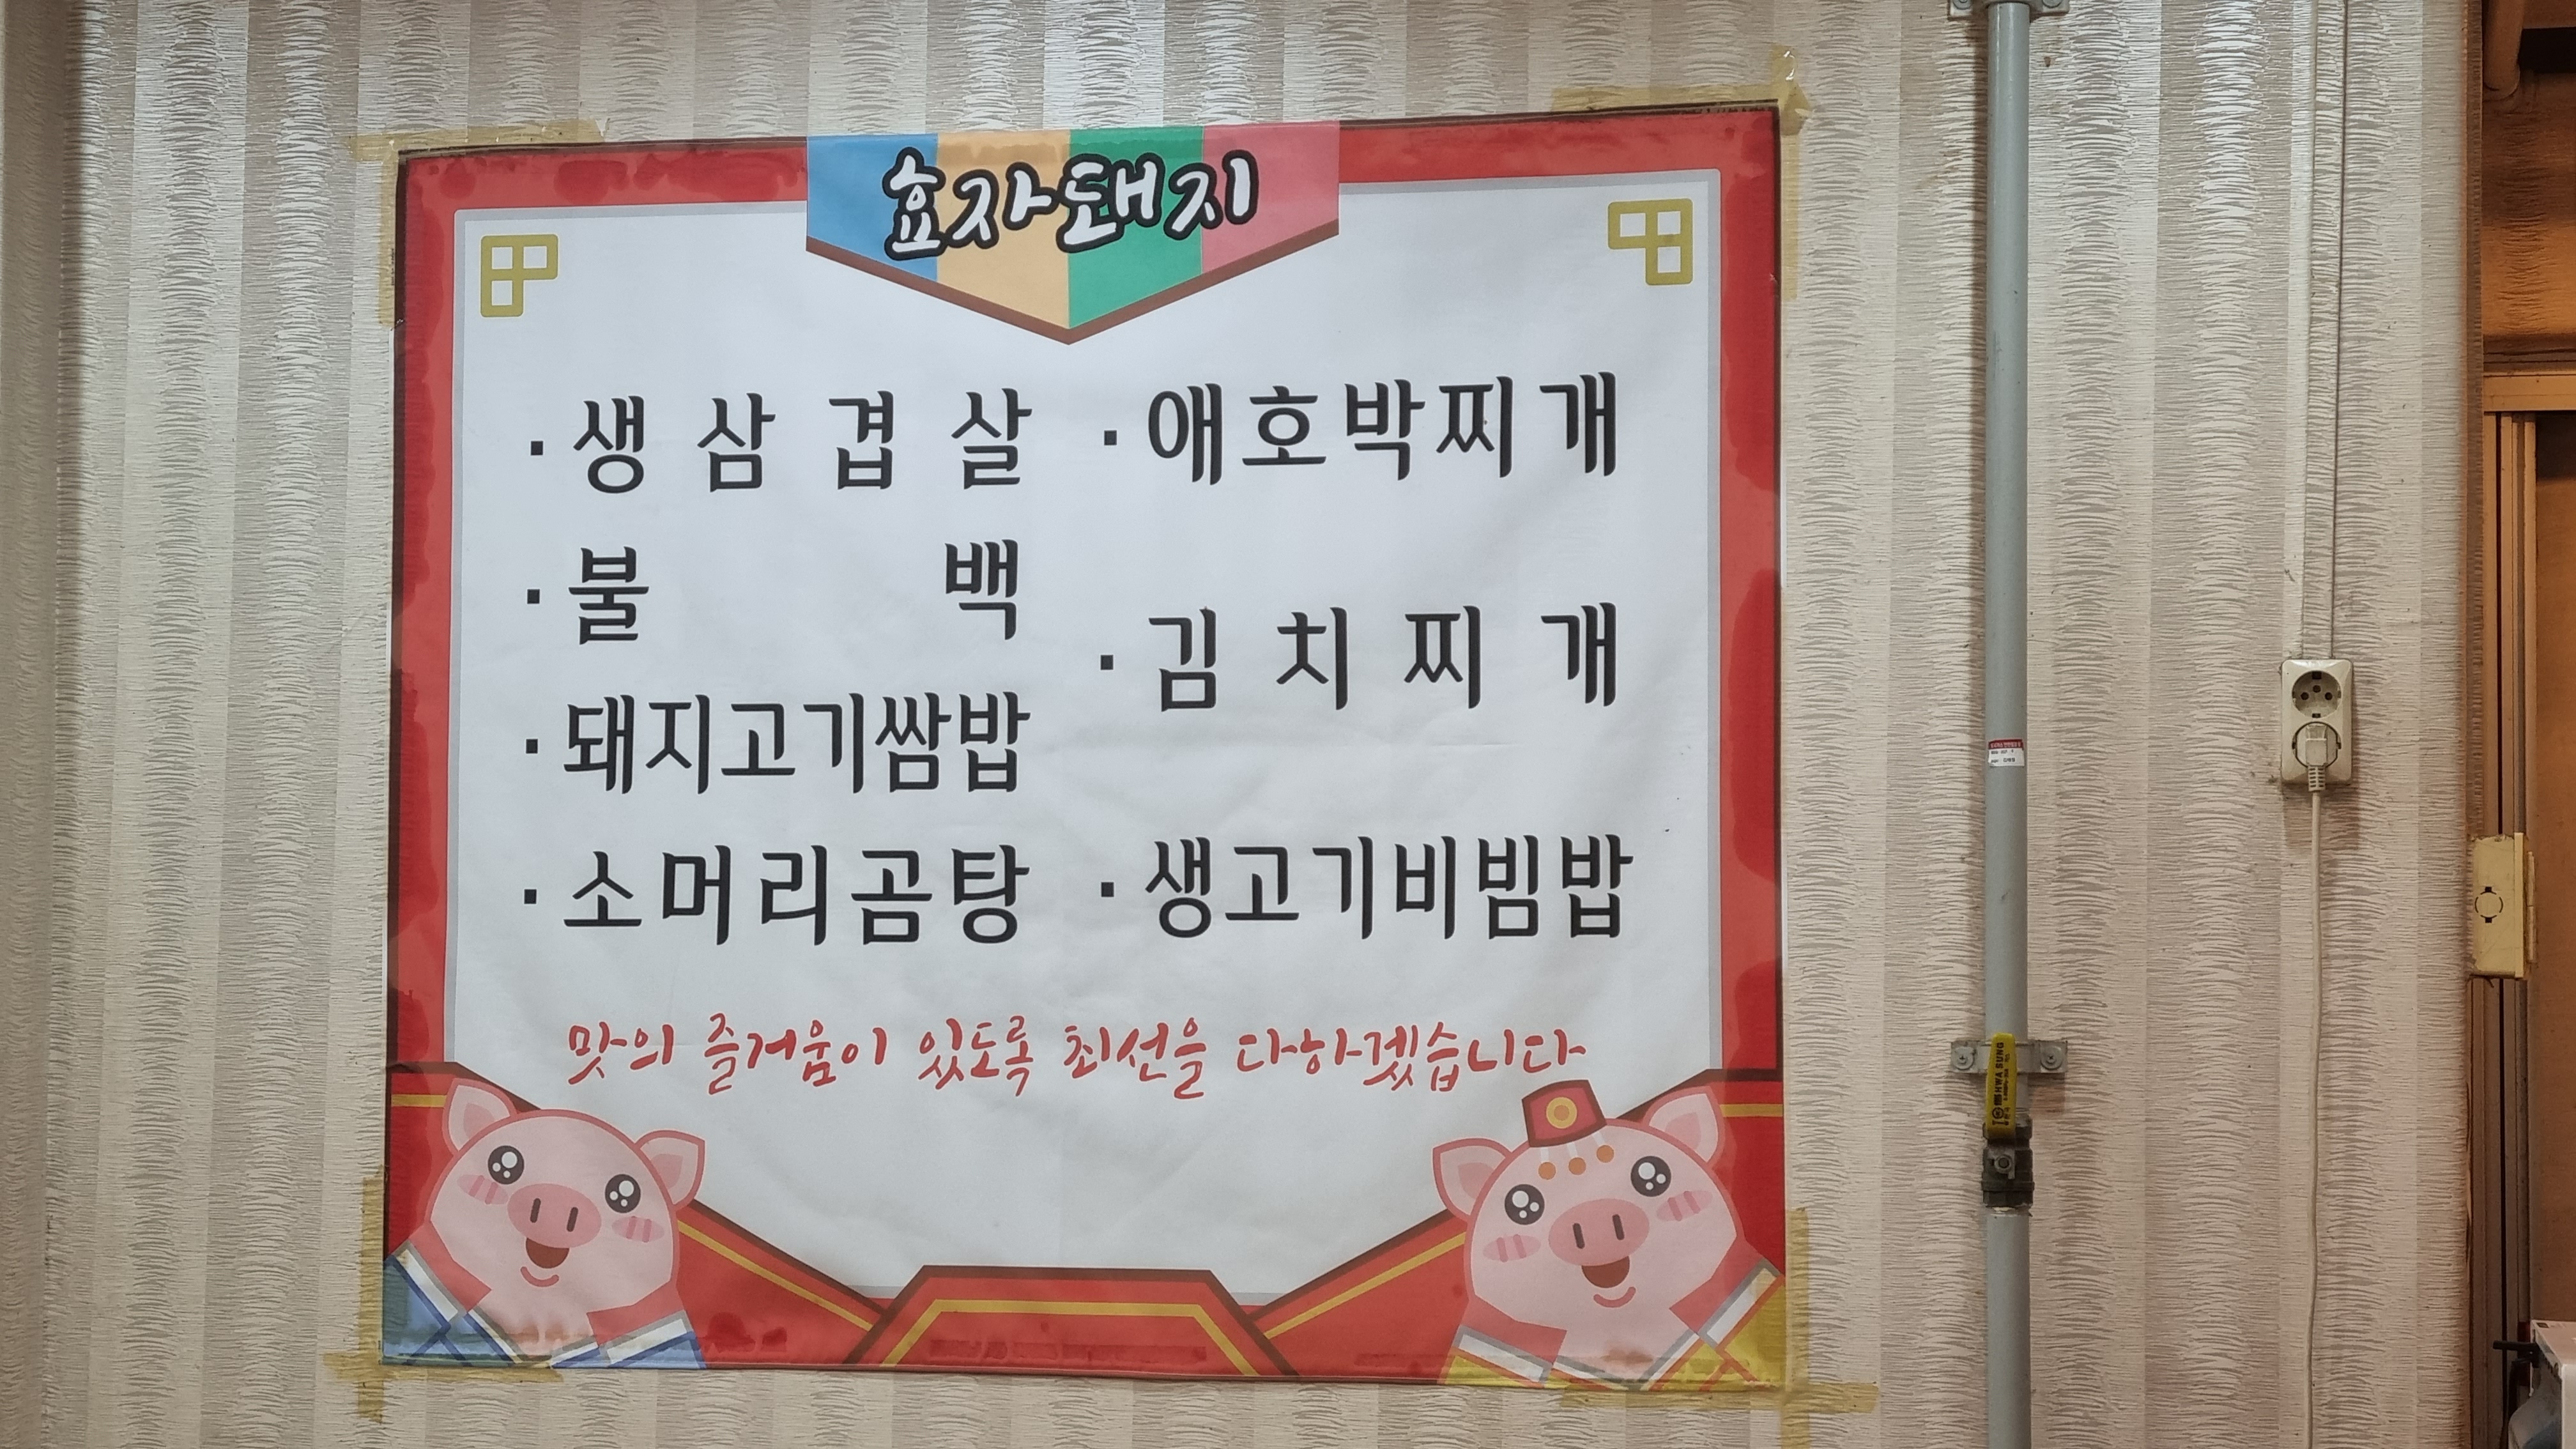 효자돼지
· 생 삼 겹 살
· 불 백
· 돼지고기쌈밥
· 소머리곰탕
· 애호박찌개
· 김 치 찌 개
· 생고기비빔밥
맛의 즐거움이 있도록 최선을 다하겠습니다
HWA SUNG